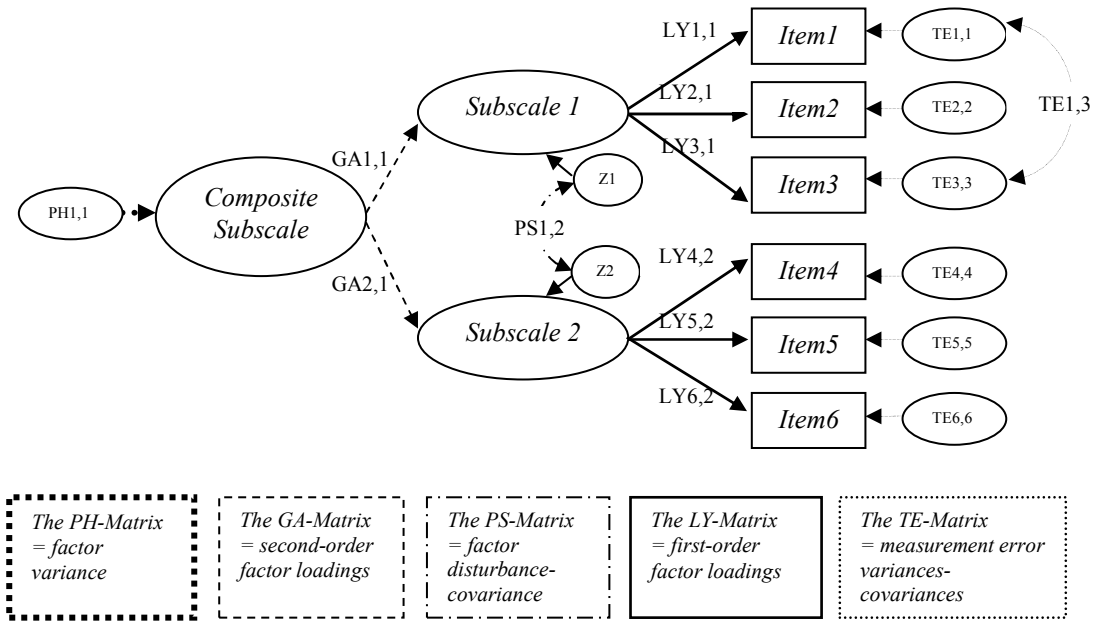 LY1,1
Item1
TE1,1
Subscale 1
LY2,1
Item2
TE2,2
TE1,3
LY3,1
Item3
TE3,3
GA1,1
Z1
PH1,1
Composite
Subscale
PS1,2
GA2,1
Z2
LY4,2
Item4
TE4,4
Subscale 2
LY5,2
Item5
TE5,5
LY6,2
Item6
TE6,6
The PH-Matrix
= factor
variance
The GA-Matrix
= second-order
factor loadings
The PS-Matrix
= factor
disturbance-
covariance
The LY-Matrix
= first-order
factor loadings
The TE-Matrix
= measurement error
variances-
covariances